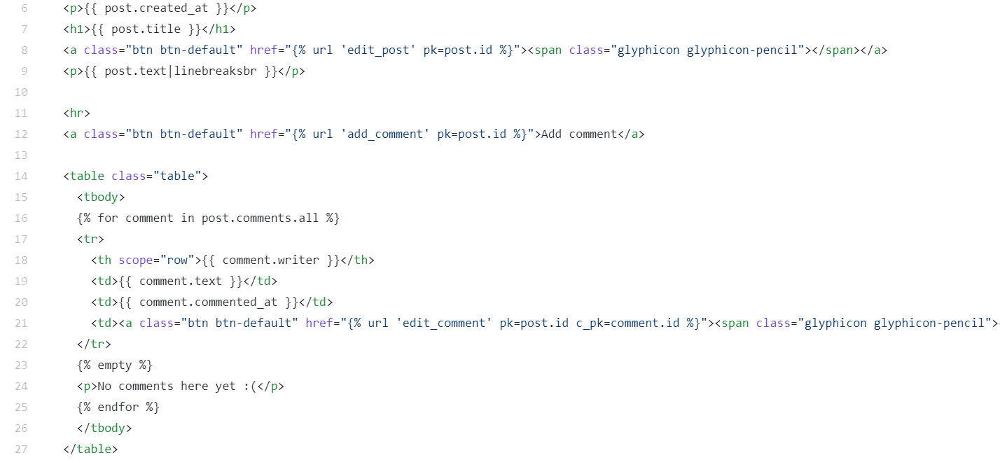 6 <p>{{ post.created_at }}</p>
7 <h1>{{ post.title }}</h1>
8 <a class="btn btn-default" href="{% url 'edit_post' pk=post.id %}"><span class="glyphicon glyphicon-pencil"></span></a>
9 <p>{{ post.text|linebreaksbr }}</p>
10
11 <hr>
12 <a class="btn btn-default" href="{% url 'add_comment' pk=post.id %}">Add comment</a>
13
14 <table class="table">
15 <tbody>
16 {% for comment in post.comments.all %}
17 <tr>
18 <th scope="row">{{ comment.writer }}</th>
19 <td>{{ comment.text }}</td>
20 <td>{{ comment.commented_at }}</td>
21 <td><a class="btn btn-default" href="{% url 'edit_comment' pk=post.id c_pk=comment.id %}"><span class="glyphicon glyphicon-pencil">
22 </tr>
23 {% empty %}
24 <p>No comments here yet :(</p>
25 {% endfor %}
26 </tbody>
27 </table>